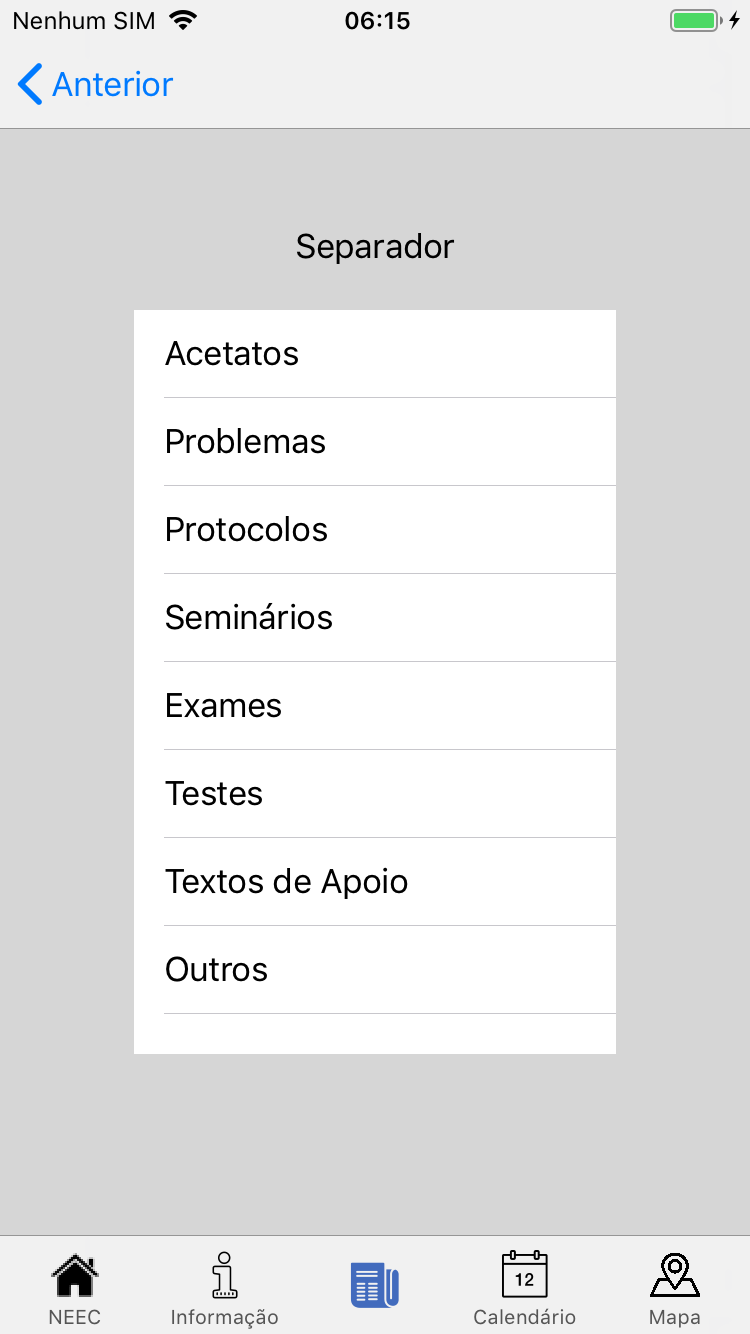 Nenhum SIM 06:15
Anterior
Separador
Acetatos
Problemas
Protocolos
Seminários
Exames
Testes
Textos de Apoio
Outros
12
NEEC Informação Calendário Mapa